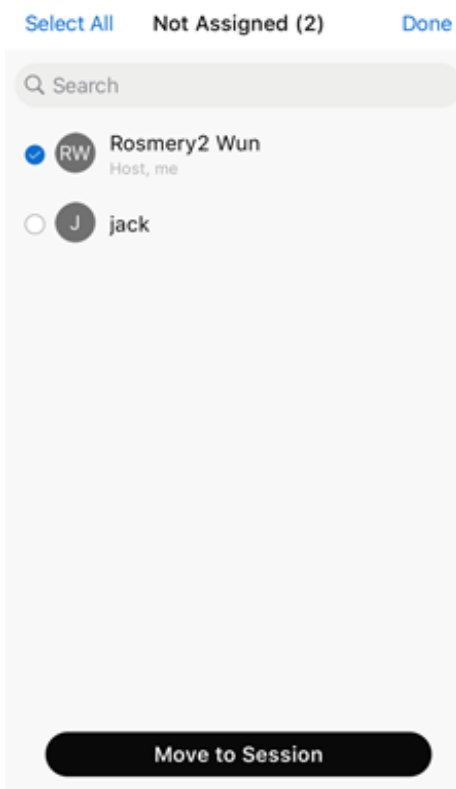 Select All Not Assigned (2) Done
Search
RW Rosmery2 Wun
Host, me
J jack
Move to Session